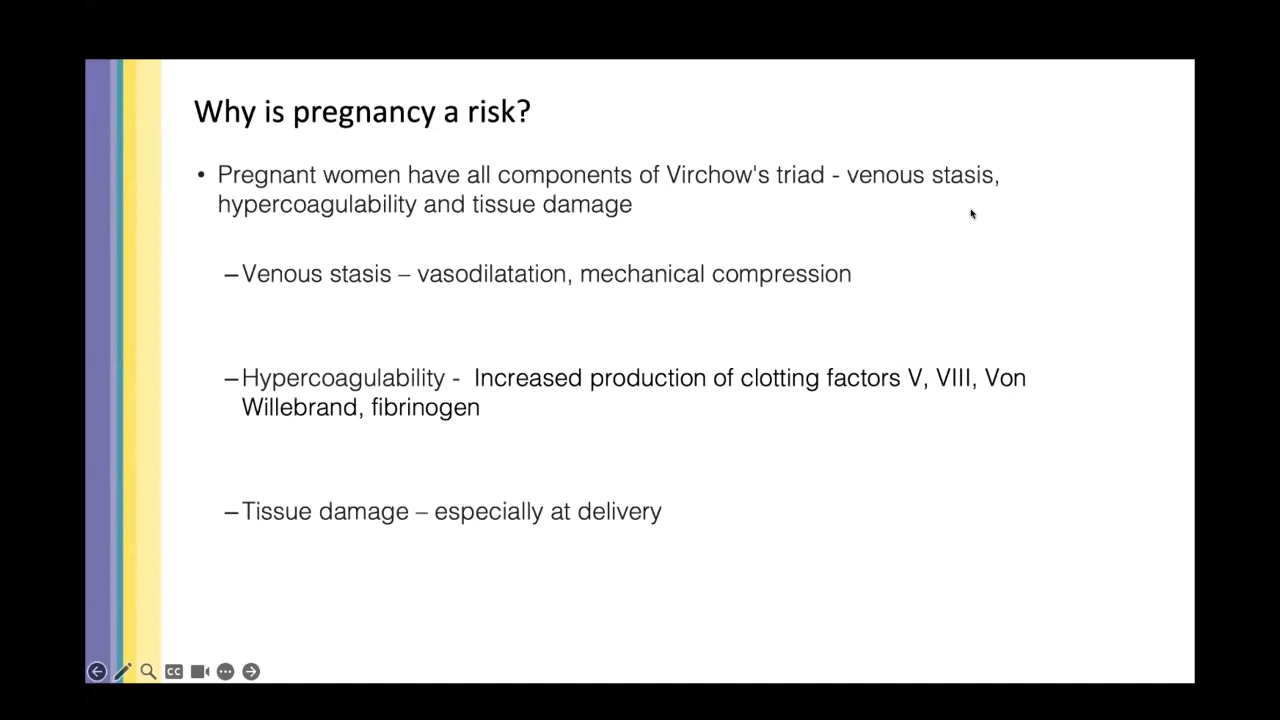 Why is pregnancy a risk?
• Pregnant women have all components of Virchow's triad - venous stasis,
hypercoagulability and tissue damage
–Venous stasis – vasodilatation, mechanical compression
–Hypercoagulability - Increased production of clotting factors V, VIII, Von
Willebrand, fibrinogen
–Tissue damage – especially at delivery
CC